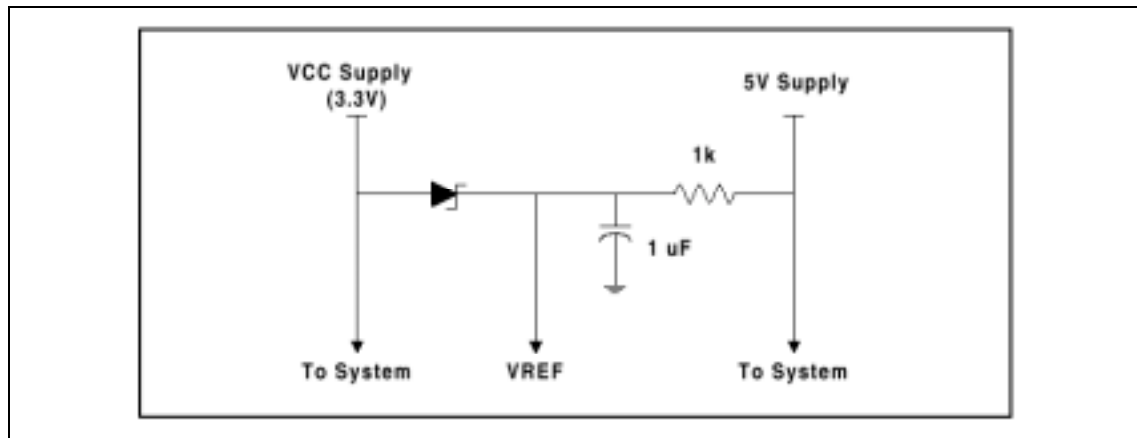 VCC Supply
(3.3V)
5V Supply
1k
1 uF
To System
VREF
To System